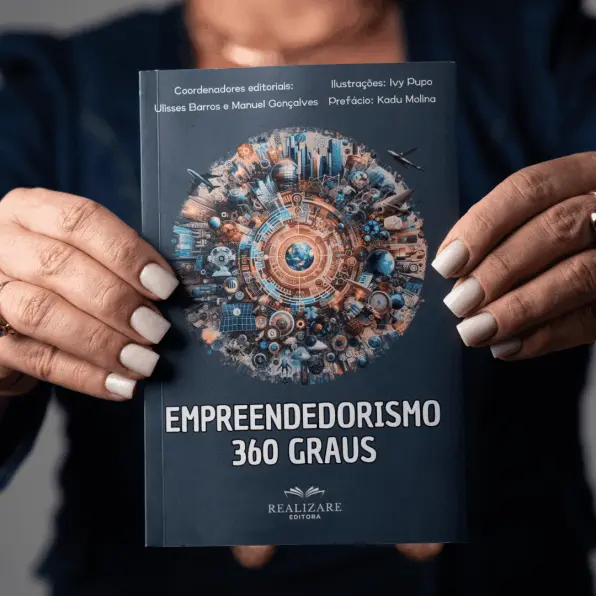 Coordenadores editoriais:
Ulisses Barros e Manuel Gonçalves
Ilustrações: Ivy Pupo
Prefácio: Kadu Molina
EMPREENDEDORISMO
360 GRAUS
REALIZARE
EDITORA